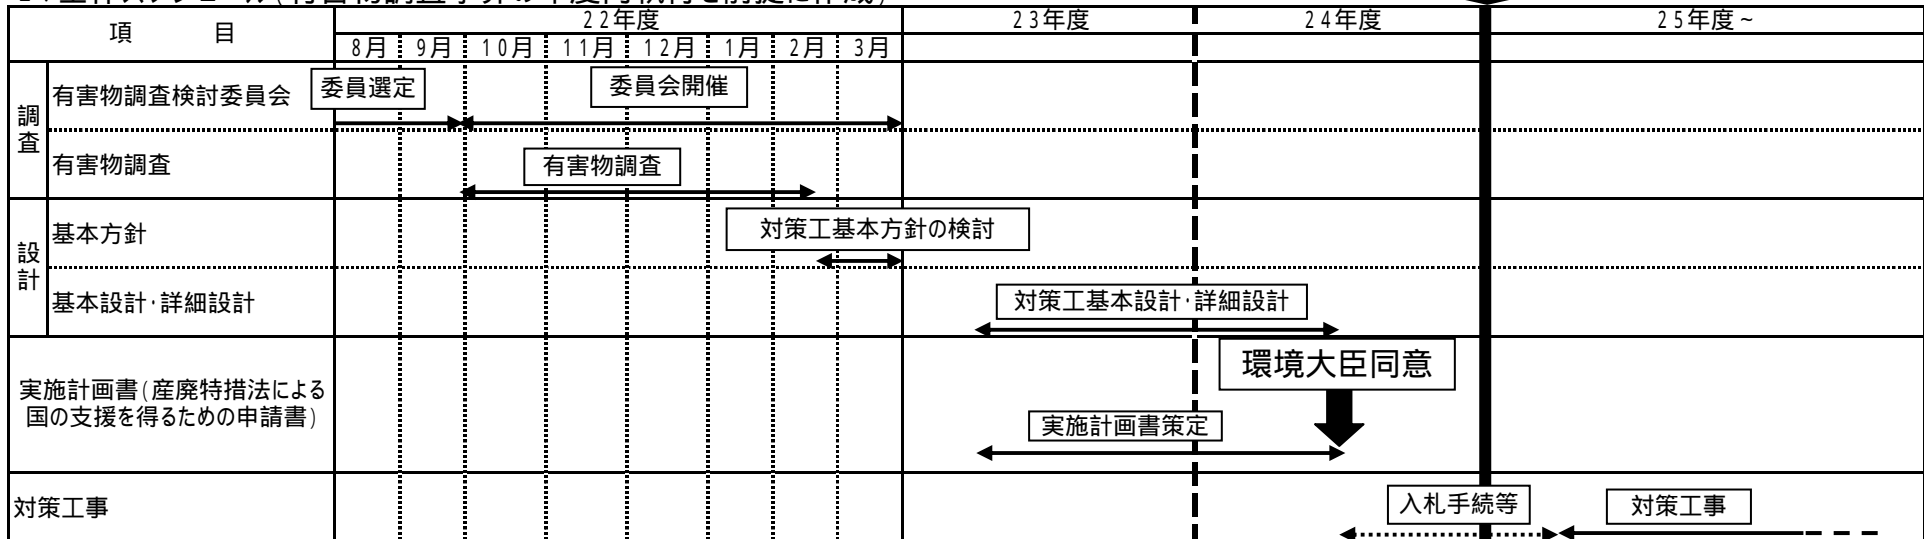 項 目
22年度 23年度 24年度 25年度~
8月 9月 10月 11月 12月 1月 2月 3月
調査
有害物調査検討委員会
委員選定
委員会開催
有害物調査
有害物調査
設計
基本方針
対策工基本方針の検討
基本設計・詳細設計
対策工基本設計・詳細設計
実施計画書(産廃特措法による
国の支援を得るための申請書)
環境大臣同意
実施計画書策定
対策工事
入札手続等
対策工事